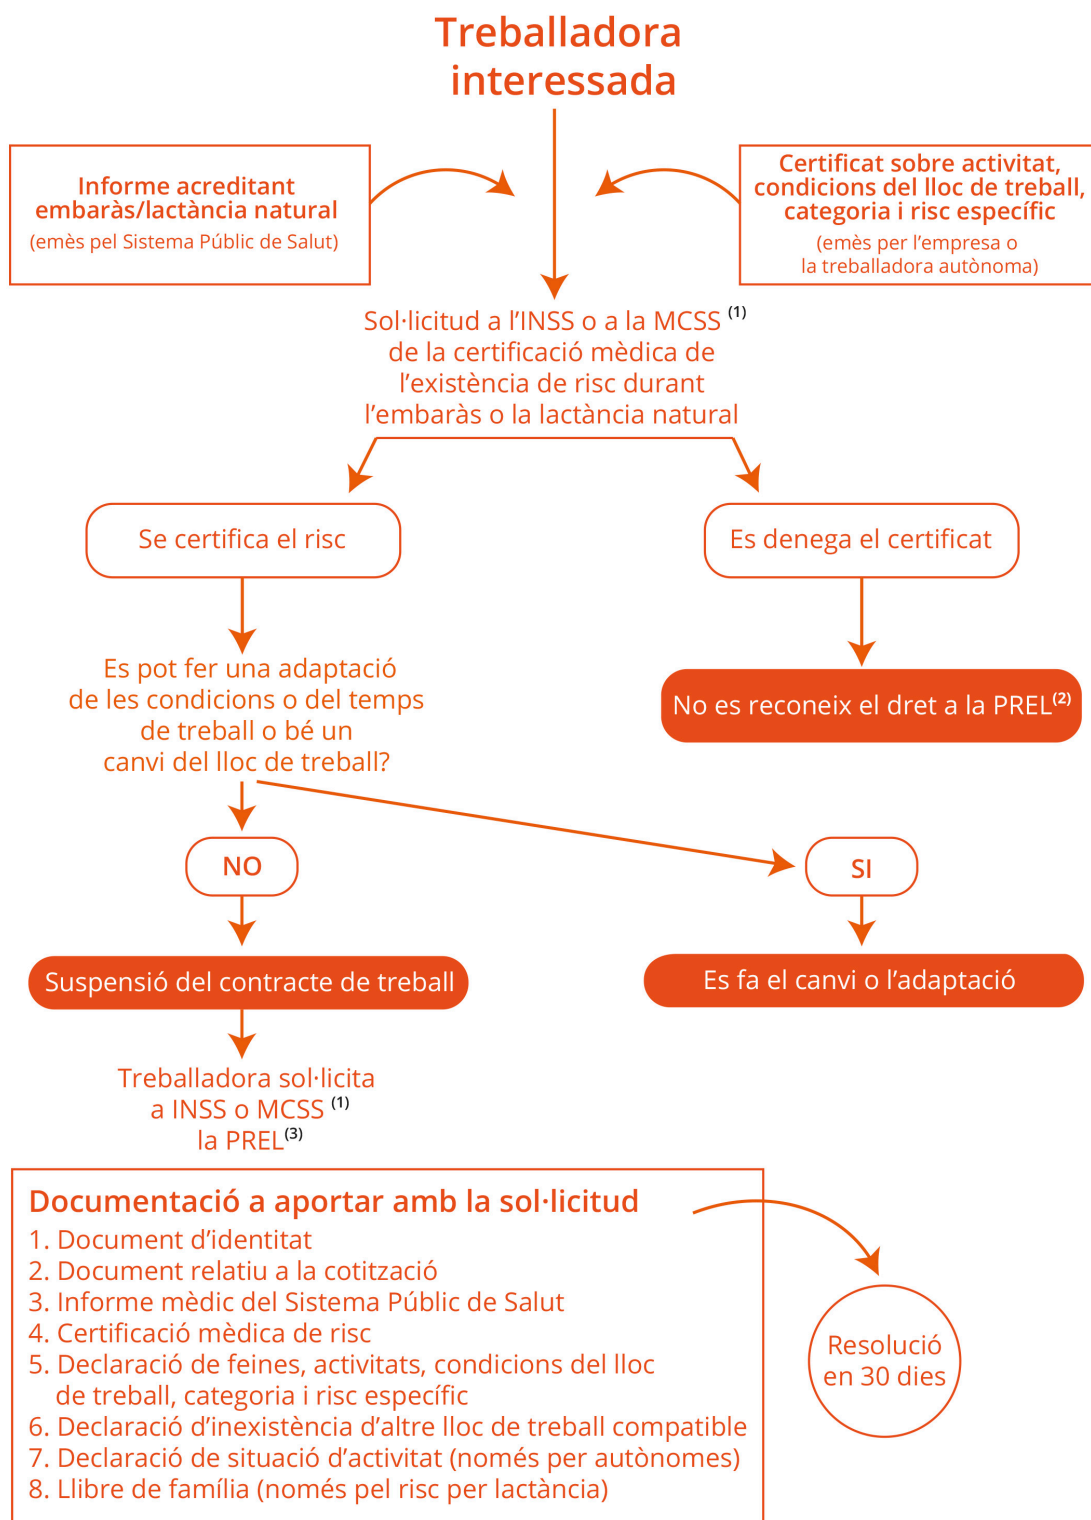 Treballadora
interessada
Informe acreditant
embaràs/lactància natural
(emès pel Sistema Públic de Salut)
Certificat sobre activitat,
condicions del lloc de treball,
categoria i risc específic
(emès per l'empresa o
la treballadora autònoma)
Sol·licitud a l'INSS o a la MCSS (1)
de la certificació mèdica de
l'existència de risc durant
l'embaràs o la lactància natural
Se certifica el risc
Es denega el certificat
Es pot fer una adaptació
de les condicions o del temps
de treball o bé un
canvi del lloc de treball?
No es reconeix el dret a la PREL(2)
NO
SI
Suspensió del contracte de treball
Es fa el canvi o l'adaptació
Treballadora sol·licita
a INSS o MCSS (1)
la PREL(3)
Documentació a aportar amb la sol·licitud
1. Document d'identitat
2. Document relatiu a la cotització
3. Informe mèdic del Sistema Públic de Salut
4. Certificació mèdica de risc
5. Declaració de feines, activitats, condicions del lloc
de treball, categoria i risc específic
6. Declaració d'inexistència d'altre lloc de treball compatible
7. Declaració de situació d'activitat (només per autònomes)
8. Llibre de família (només pel risc per lactància)
Resolució
en 30 dies